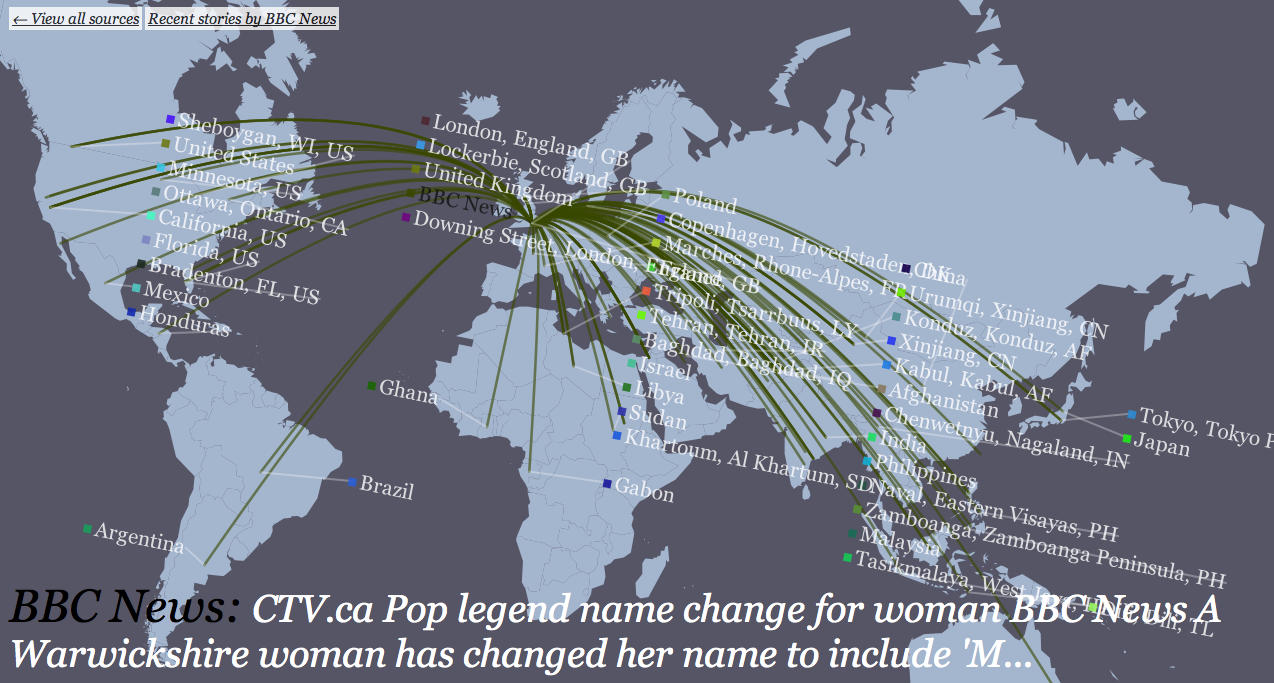 ← View all sources
Recent stories by BBC News
Sheboygan, WI, US
United States
Minnesota, US
Ottawa, Ontario, CA
California, US
Florida, US
Bradenton, FL, US
Mexico
Honduras
London, England, GB
Lockerbie, Scotland, GB
United Kingdom
BBC News
Downing Street, London, England, GB
Poland
Copenhagen, Hovedstaden, DK
Marches, Rhone-Alpes, FR
France
Tripoli, Tsarrbuus, LY
Tehran, Tehran, IR
Baghdad, Baghdad, IQ
Israel
Libya
Sudan
Khartoum, Al Khartum, SD
Ghana
Gabon
Brazil
Argentina
China
Urumqi, Xinjiang, CN
Konduz, Konduz, AF
Xinjiang, CN
Kabul, Kabul, AF
Afghanistan
Chenwetnyu, Nagaland, IN
India
Philippines
Naval, Eastern Visayas, PH
Zamboanga, Zamboanga Peninsula, PH
Malaysia
Tasikmalaya, West Java,
Dili, TL
Tokyo, Tokyo
Japan
BBC News: CTV.ca Pop legend name change for woman BBC News A
Warwickshire woman has changed her name to include 'M...